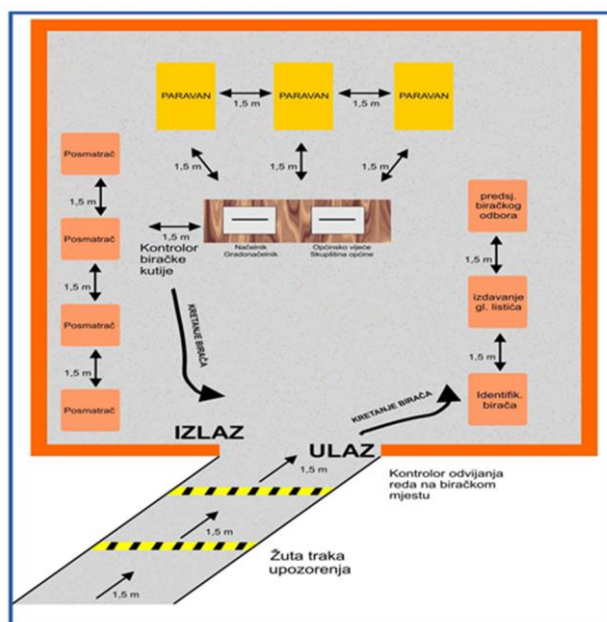 PARAVAN
1,5 m
PARAVAN
1,5 m
PARAVAN
1,5 m
1,5 m
1,5 m
Posmatrač
1,5 m
Posmatrač
1,5 m
Posmatrač
1,5 m
Posmatrač
1,5 m
Kontrolor
biračke
kutije
Načelnik
Gradonačelnik
Općinsko vijeće
Skupština općine
predsj.
biračkog
odbora
1,5 m
izdavanje
gl. listića
1,5 m
Identifik.
birača
KRETANJE BIRAČA
KRETANJE BIRAČA
IZLAZ
ULAZ
Kontrolor odvijanja
reda na biračkom
mjestu
1,5 m
1,5 m
Žuta traka
upozorenja
1,5 m